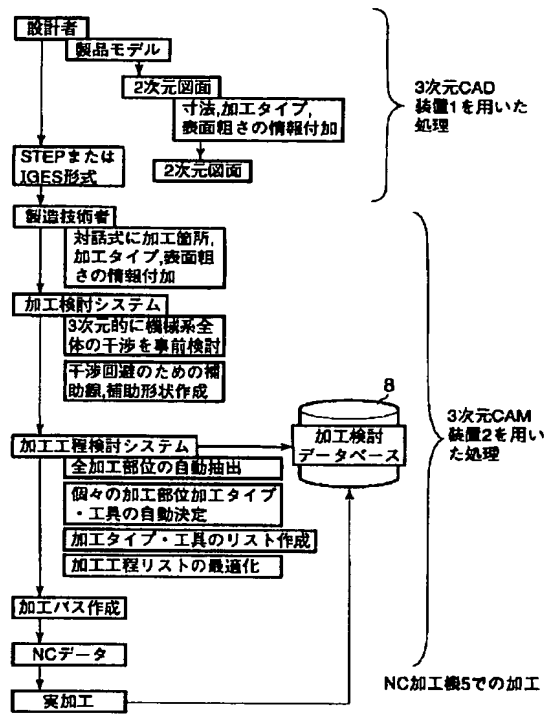 設計者
製品モデル
2次元図面
寸法,加工タイプ,
表面粗さの情報付加
2次元図面
STEPまたは
IGES形式
3次元CAD
装置1を用いた
処理
製造技術者
対話式に加工箇所,
加工タイプ,表面粗
さの情報付加
加工検討システム
3次元的に機械系全
体の干渉を事前検討
干渉回避のための補
助線,補助形状作成
加工工程検討システム
全加工部位の自動抽出
個々の加工部位加工タイプ
・工具の自動決定
加工タイプ・工具のリスト作成
加工工程リストの最適化
8
加工検討
データベース
3次元CAM
装置2を用い
た処理
加工パス作成
NCデータ
実加工
NC加工機5での加工